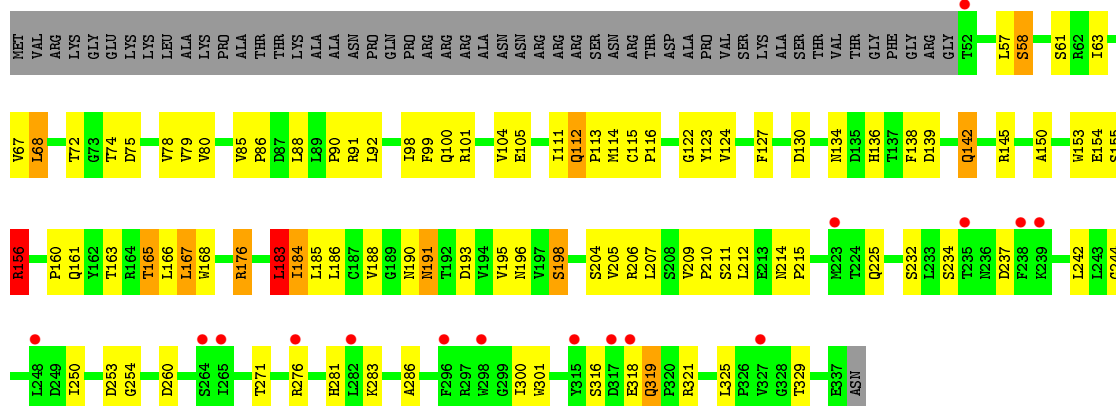 MET VAL ARG LYS GLY GLU LYS LYS LEU ALA LYS PRO PRO ALA THR THR LYS ALA ALA ASN PRO GLN PRO ARG ARG ARG ALA ASN ASN ARG ARG ARG SER ASN ARG THR ASP ALA PRO VAL SER LYS ALA SER THR VAL THR GLY PHE GLY ARG GLY T52 L57 S58 S61 R62 I63
V67 L68 T72 G73 T74 D75 V78 V79 V80 V85 P86 D87 L88 L89 P90 R91 L92 I98 F99 Q100 R101 V104 E105 I111 Q112 P113 M114 C115 P116 G122 Y123 V124 F127 D130 N134 D135 H136 T137 F138 D139 Q142 R145 A150 W153 E154 S155
R156 P160 Q161 Y162 T163 R164 T165 L166 L167 W168 R176 L183 I184 L185 L186 C187 V188 G189 N190 N191 T192 D193 V194 V195 N196 V197 S198 S204 V205 R206 L207 S208 V209 P210 S211 L212 E213 N214 P215 M223 T224 Q225 S232 L233 S234 T235 N236 D237 F238 K239 L242 L243
L248 D249 I250 D253 G254 D260 S264 I265 T271 R276 H281 L282 K283 A286 F296 R297 W298 G299 I300 W301 Y315 S316 D317 E318 Q319 P320 R321 L325 P326 V327 G328 T329 E337 ASN